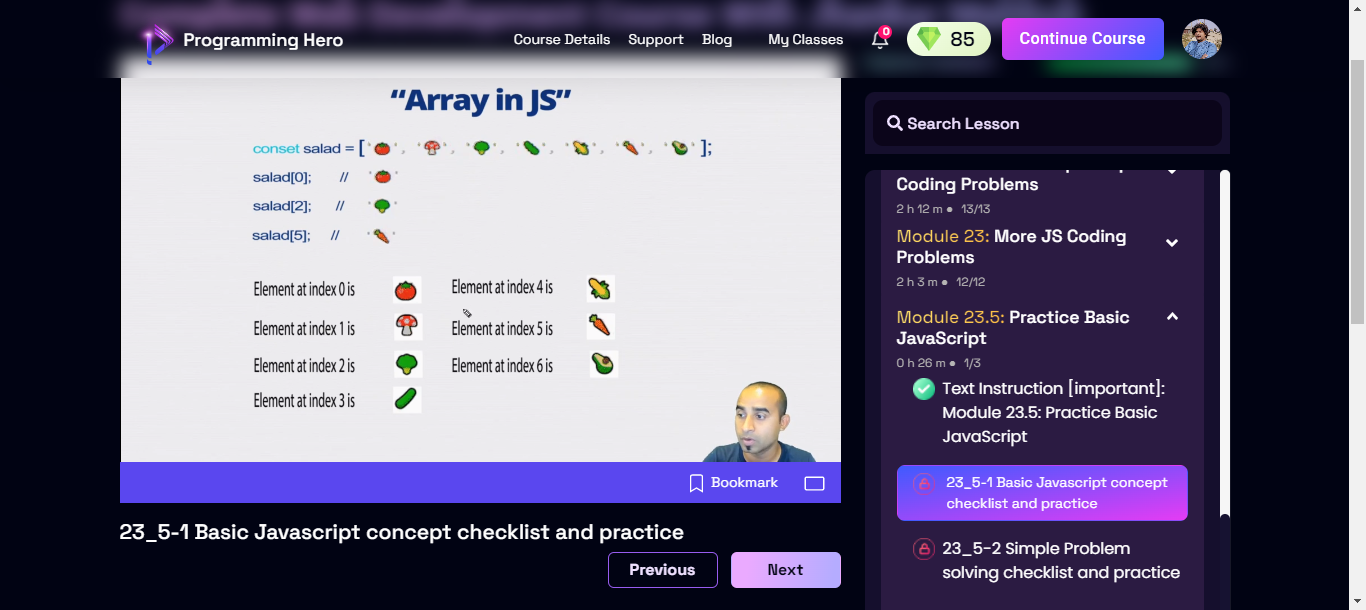 Programming Hero
Course Details Support Blog My Classes 0 85 Continue Course
"Array in JS"
conset salad = [ '🍅', '🍄', '🥦', '🥒', '🌽', '🥕', '🥑' ];
salad[0]; // '🍅'
salad[2]; // '🥦'
salad[5]; // '🥕'
Element at index 0 is
Element at index 4 is
Element at index 1 is
Element at index 5 is
Element at index 2 is
Element at index 6 is
Element at index 3 is
Bookmark
23_5-1 Basic Javascript concept checklist and practice
Previous
Next
Search Lesson
Coding Problems
2 h 12 m ● 13/13
Module 23: More JS Coding
Problems
2 h 3 m ● 12/12
Module 23.5: Practice Basic
JavaScript
0 h 26 m ● 1/3
Text Instruction [important]:
Module 23.5: Practice Basic
JavaScript
23_5-1 Basic Javascript concept
checklist and practice
23_5-2 Simple Problem
solving checklist and practice